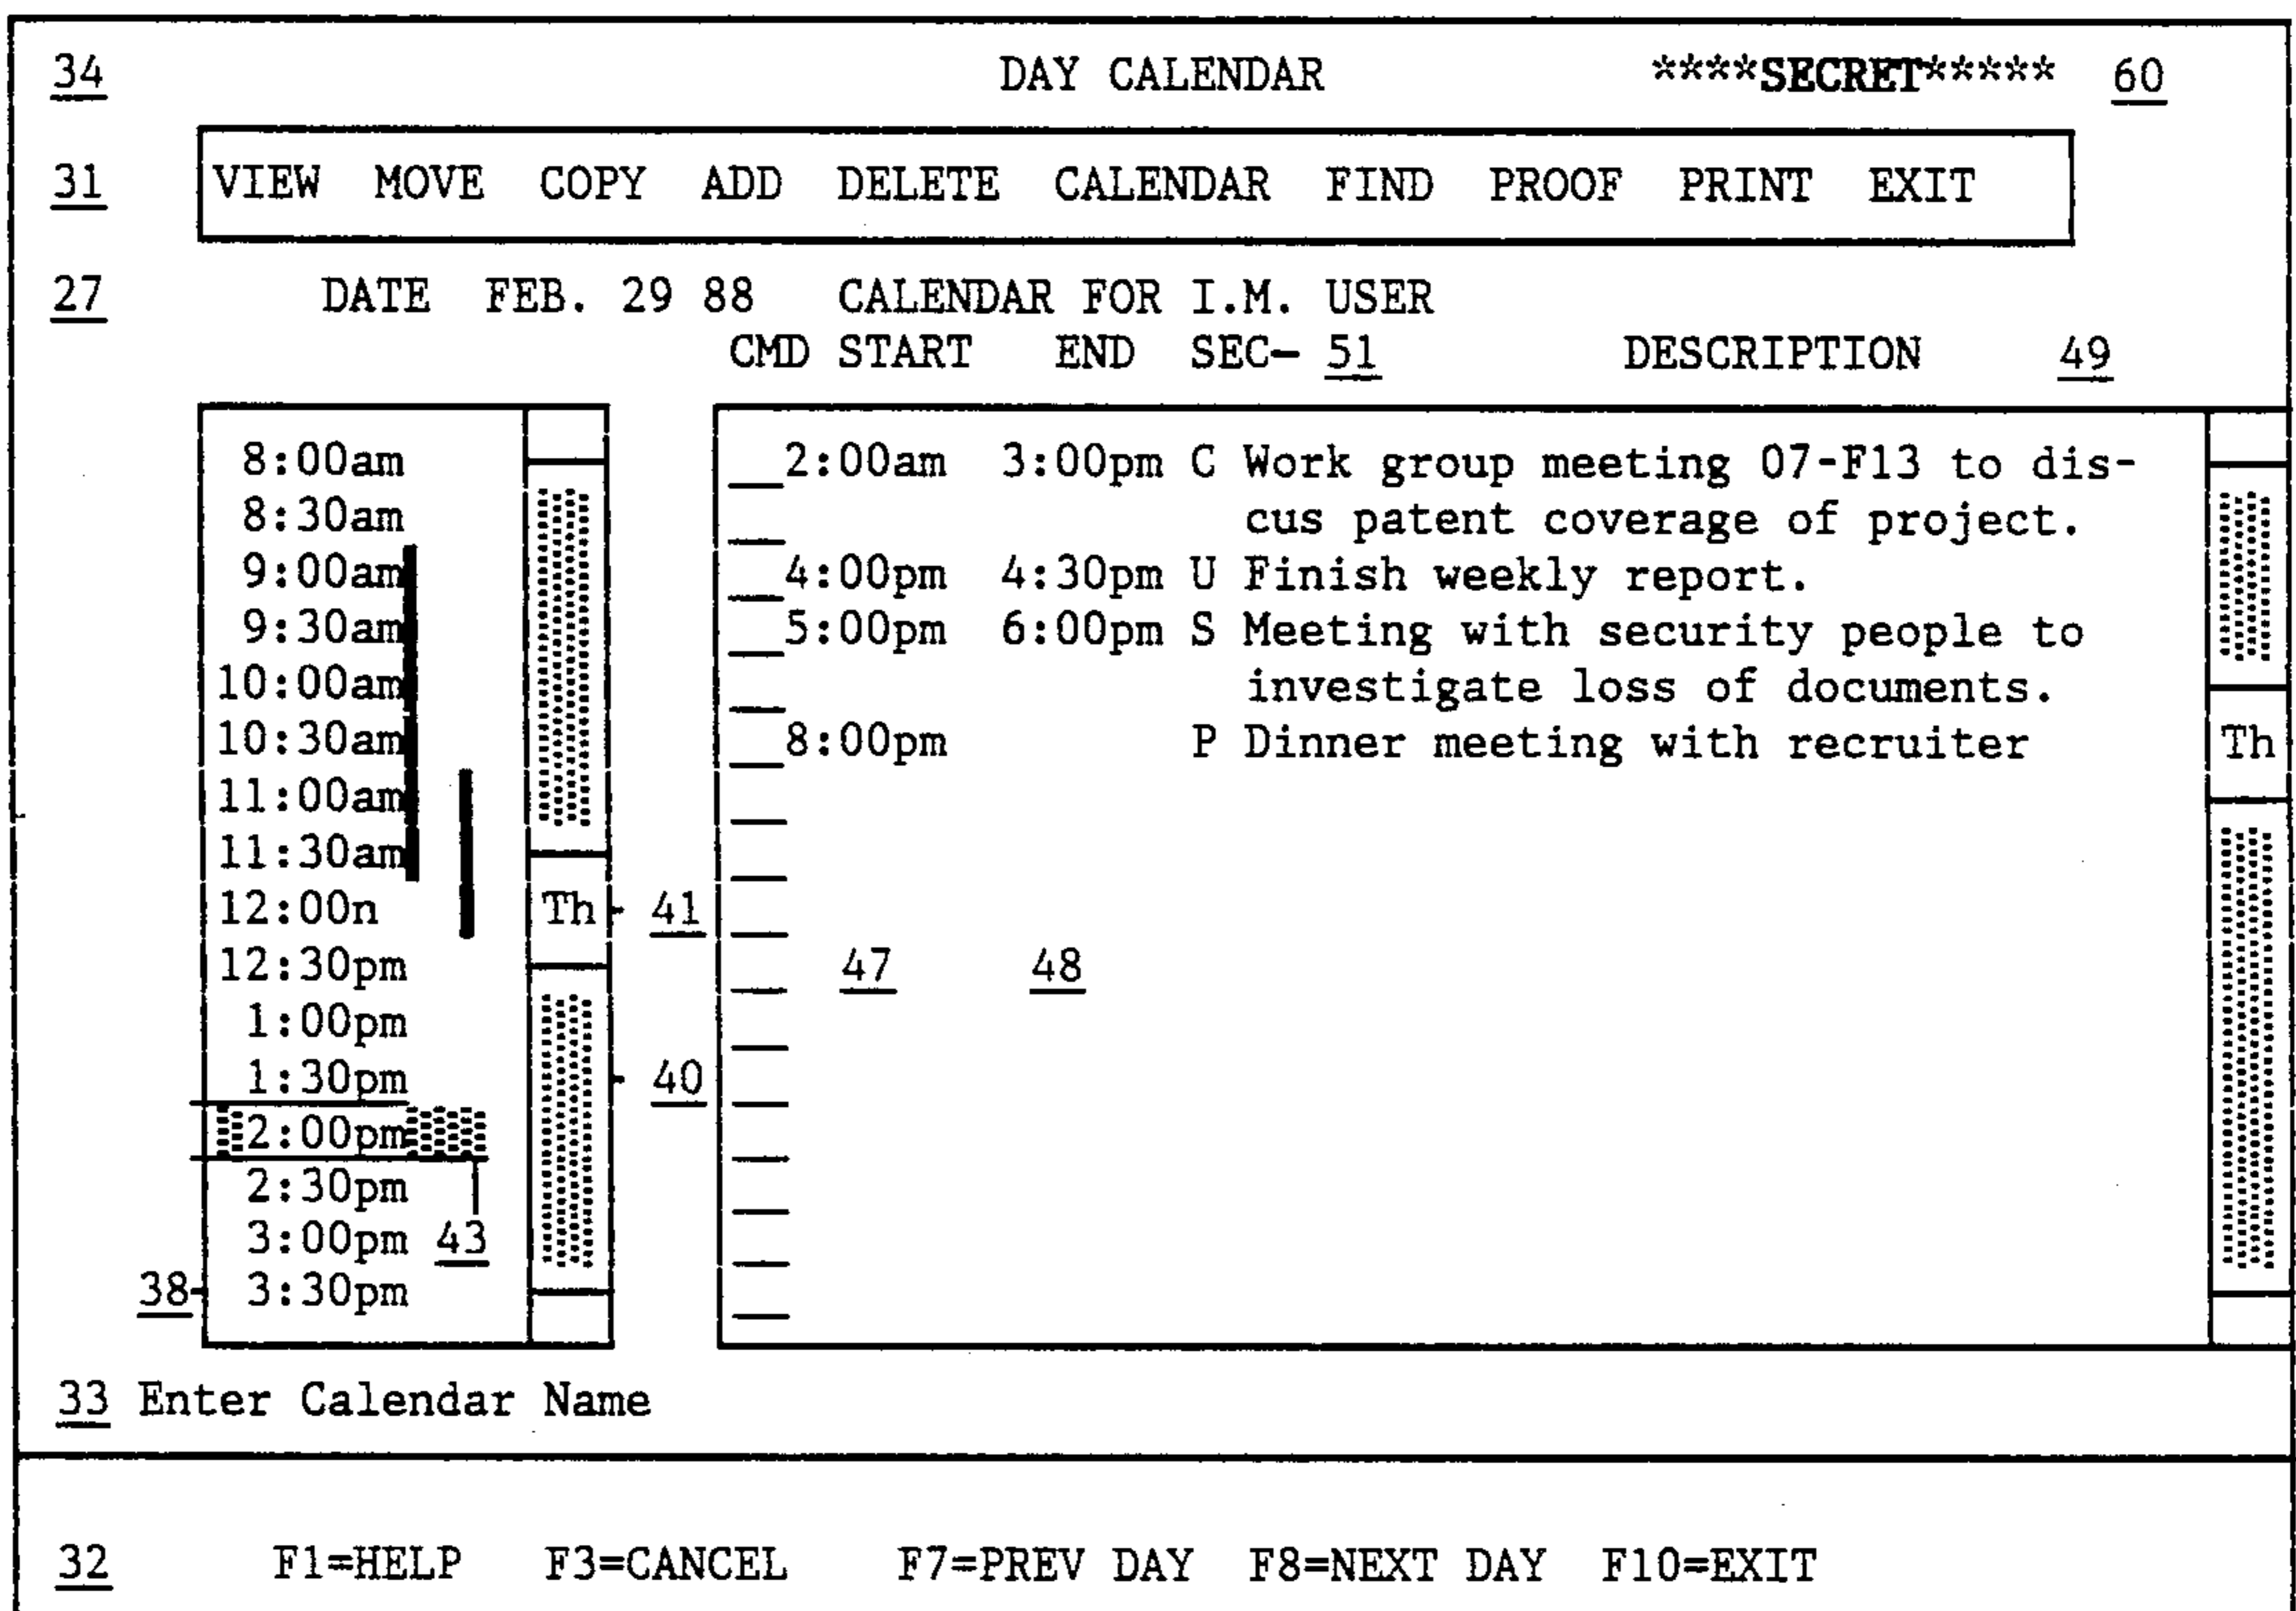 34 DAY CALENDAR ****SECRET***** 60
31 VIEW MOVE COPY ADD DELETE CALENDAR FIND PROOF PRINT EXIT
27 DATE FEB. 29 88 CALENDAR FOR I.M. USER
CMD START END SEC- 51 DESCRIPTION 49
8:00am
8:30am
9:00am
9:30am
10:00am
10:30am
11:00am
11:30am
12:00n
12:30pm
1:00pm
1:30pm
2:00pm
2:30pm
3:00pm 43
38 3:30pm
Th 41
40
2:00am 3:00pm C Work group meeting 07-F13 to dis-
cus patent coverage of project.
4:00pm 4:30pm U Finish weekly report.
5:00pm 6:00pm S Meeting with security people to
investigate loss of documents.
8:00pm P Dinner meeting with recruiter
Th
47 48
33 Enter Calendar Name
32 F1=HELP F3=CANCEL F7=PREV DAY F8=NEXT DAY F10=EXIT